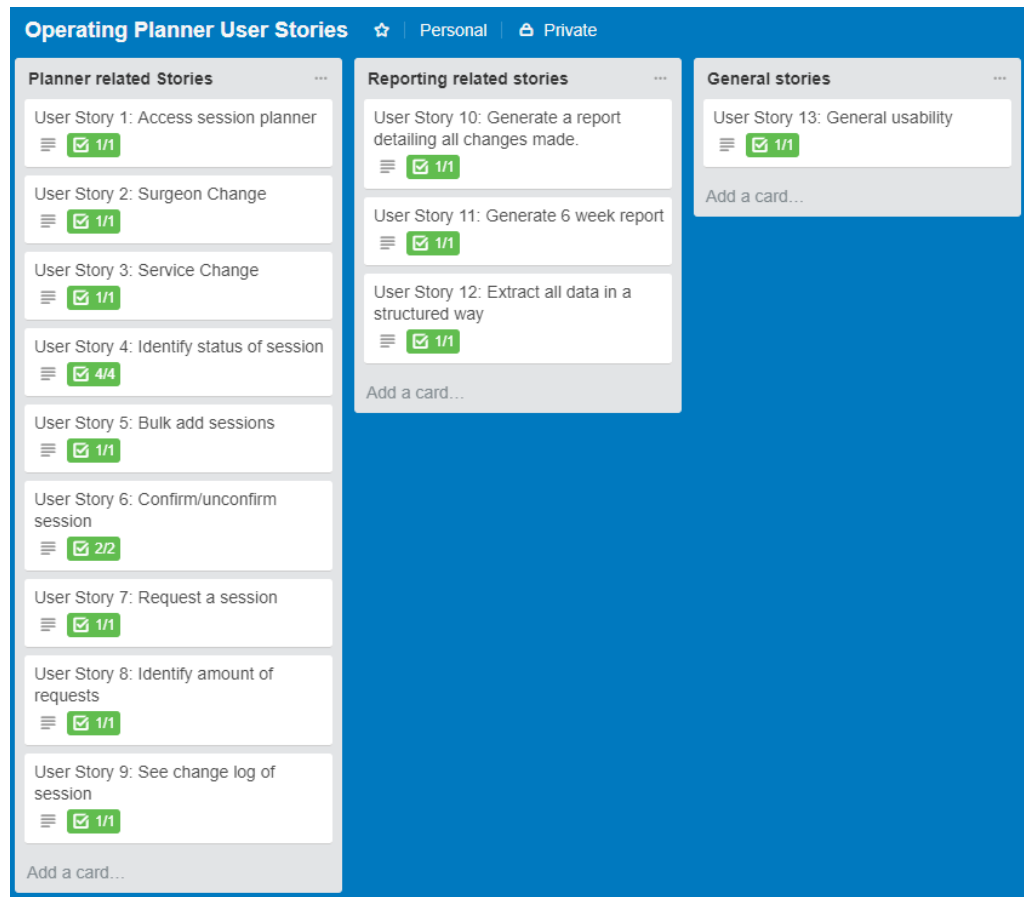 Operating Planner User Stories Personal Private
Planner related Stories
User Story 1: Access session planner
1/1
User Story 2: Surgeon Change
1/1
User Story 3: Service Change
1/1
User Story 4: Identify status of session
4/4
User Story 5: Bulk add sessions
1/1
User Story 6: Confirm/unconfirm
session
2/2
User Story 7: Request a session
1/1
User Story 8: Identify amount of
requests
1/1
User Story 9: See change log of
session
1/1
Add a card...
Reporting related stories
User Story 10: Generate a report
detailing all changes made.
1/1
User Story 11: Generate 6 week report
1/1
User Story 12: Extract all data in a
structured way
1/1
Add a card...
General stories
User Story 13: General usability
1/1
Add a card...